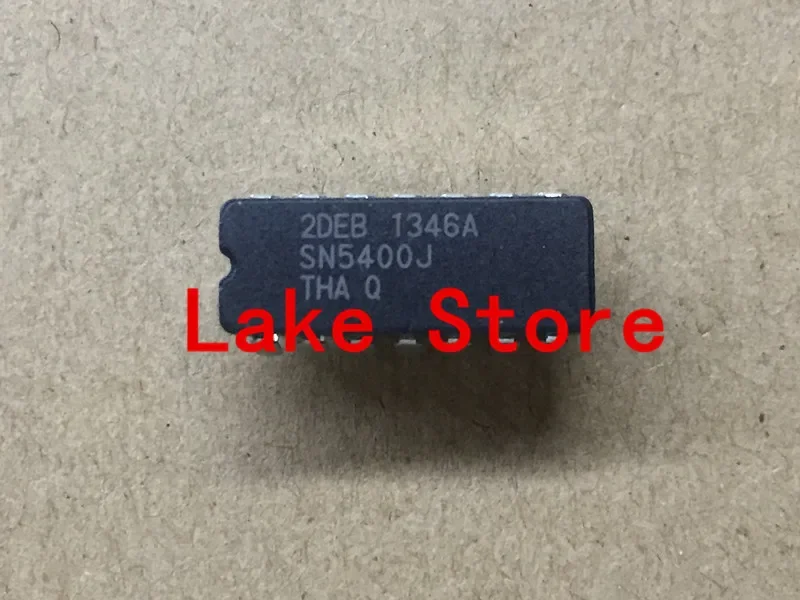 2DEB 1346A
SN5400J
THA Q
Lake Store